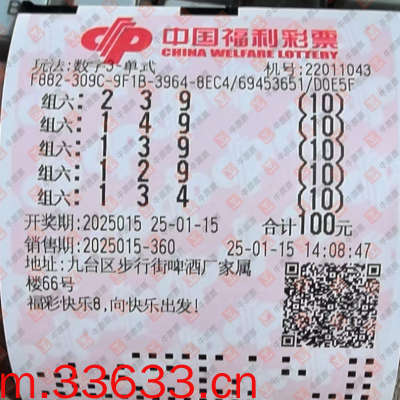 中国福利彩票
CHINA WELFARE LOTTERY
玩法:数字3-单式 机号:22011043
F882-309C-9F1B-3964-8EC4/69453651/D0E5F
组六: 2 3 9 (10)
组六: 1 4 9 (10)
组六: 1 3 9 (10)
组六: 1 2 9 (10)
组六: 1 3 4 (10)
开奖期:2025015 25-01-15 合计100元
销售期:2025015-360 25-01-15 14:08:47
地址:九台区步行街啤酒厂家属
楼66号
福彩快乐8,向快乐出发!
m.33633.cn